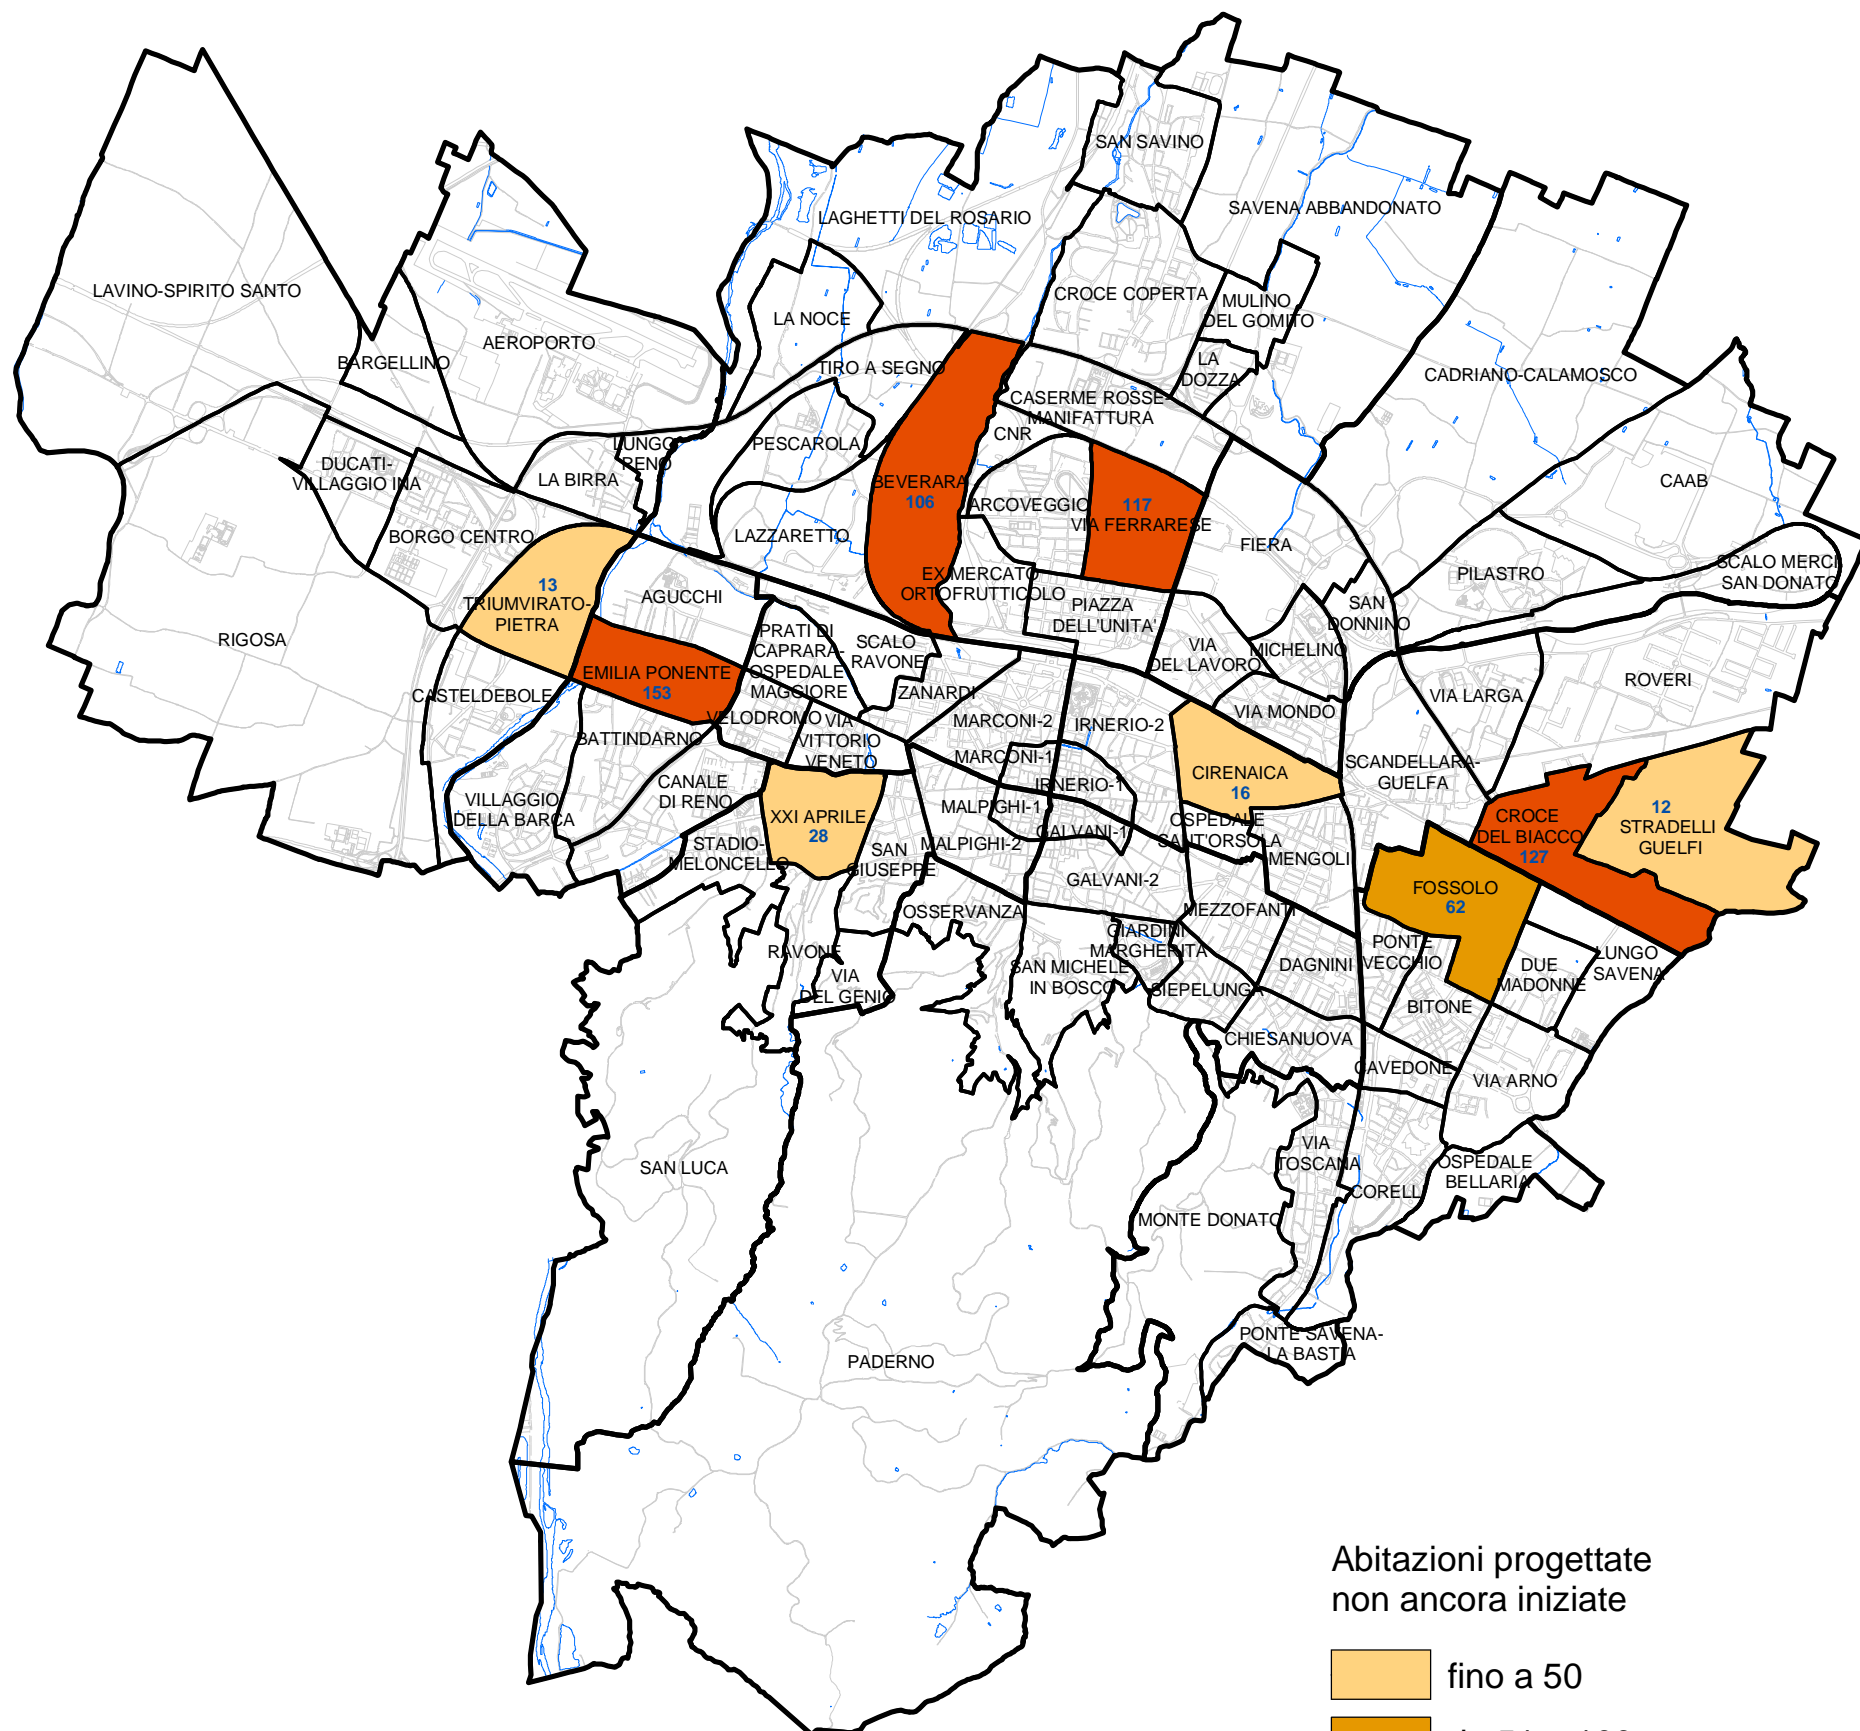 SAN SAVINO
SAVENA ABBANDONATO
LAGHETTI DEL ROSARIO
LAVINO-SPIRITO SANTO
CROCE COPERTA
MULINO
DEL GOMITO
LA NOCE
AEROPORTO
BARGELLINO
TIRO A SEGNO
LA
DOZZA
CADRIANO-CALAMOSCO
CASERME ROSSE-
MANIFATTURA
CNR
LUNGO
RENO
PESCAROLA
DUCATI-
VILLAGGIO INA
LA BIRRA
BEVERARA
106
ARCOVEGGIO
117
VIA FERRARESE
CAAB
BORGO CENTRO
LAZZARETTO
FIERA
SCALO MERCI
SAN DONATO
PILASTRO
EX MERCATO
ORTOFRUTTICOLO
13
TRIUMVIRATO-
PIETRA
AGUCCHI
PIAZZA
DELL'UNITA'
SAN
DONNINO
RIGOSA
PRATI DI
CAPRARA-
OSPEDALE
MAGGIORE
SCALO
RAVONE
VIA
DEL LAVORO
MICHELINO
EMILIA PONENTE
153
CASTELDEBOLE
ZANARDI
VIA LARGA
ROVERI
VELODROMO
VIA
VITTORIO
VENETO
MARCONI-2
IRNERIO-2
VIA MONDO
BATTINDARNO
MARCONI-1
CIRENAICA
16
SCANDELLARA-
GUELFA
CANALE
DI RENO
IRNERIO-1
VILLAGGIO
DELLA BARCA
XXI APRILE
28
MALPIGHI-1
GALVANI-1
OSPEDALE
SANT'ORSOLA
CROCE
DEL BIACCO
127
12
STRADELLI
GUELFI
STADIO-
MELONCELLO
SAN
GIUSEPPE
MALPIGHI-2
MENGOLI
GALVANI-2
FOSSOLO
62
OSSERVANZA
MEZZOFANTI
GIARDINI
MARGHERITA
RAVONE
PONTE
VECCHIO
LUNGO
SAVENA
VIA
DEL GENIO
SAN MICHELE
IN BOSCO
DAGNINI
DUE
MADONNE
SIEPELUNGA
BITONE
CHIESANUOVA
CAVEDONE
VIA ARNO
SAN LUCA
VIA
TOSCANA
OSPEDALE
BELLARIA
CORELLI
MONTE DONATO
PONTE SAVENA-
LA BASTIA
PADERNO
Abitazioni progettate
non ancora iniziate
fino a 50